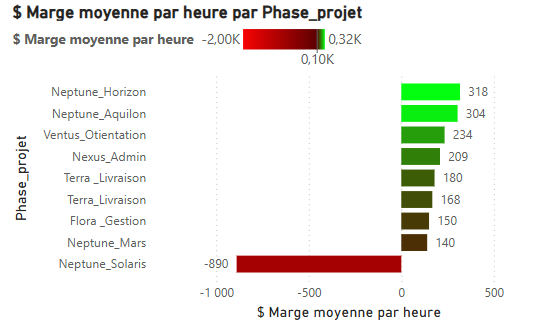 $ Marge moyenne par heure par Phase_projet
$ Marge moyenne par heure -2,00K 0,32K
0,10K
Phase_projet
Neptune_Horizon 318
Neptune_Aquilon 304
Ventus_Otientation 234
Nexus_Admin 209
Terra _Livraison 180
Terra_Livraison 168
Flora _Gestion 150
Neptune_Mars 140
Neptune_Solaris -890
-1 000 -500 0 500
$ Marge moyenne par heure